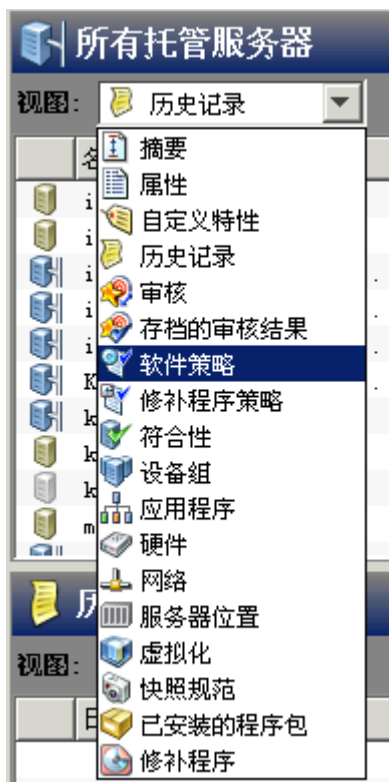 所有托管服务器
视图: 历史记录
名
摘要
i 属性
i 自定义特性
i 历史记录
i 审核
i 存档的审核结果
K 软件策略
k 修补程序策略
k 符合性
k 设备组
m 应用程序
硬件
网络
历
服务器位置
视图: 虚拟化
快照规范
日 已安装的程序包
修补程序